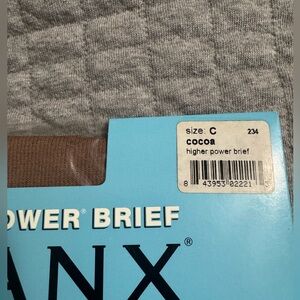 size: C 234
cocoa
higher power brief
8 43953 02221
OWER® BRIEF
ANX®